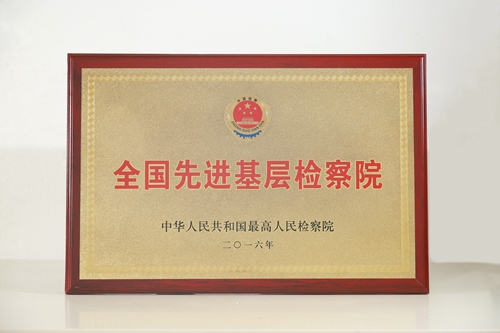 全国先进基层检察院
中华人民共和国最高人民检察院
二〇一六年